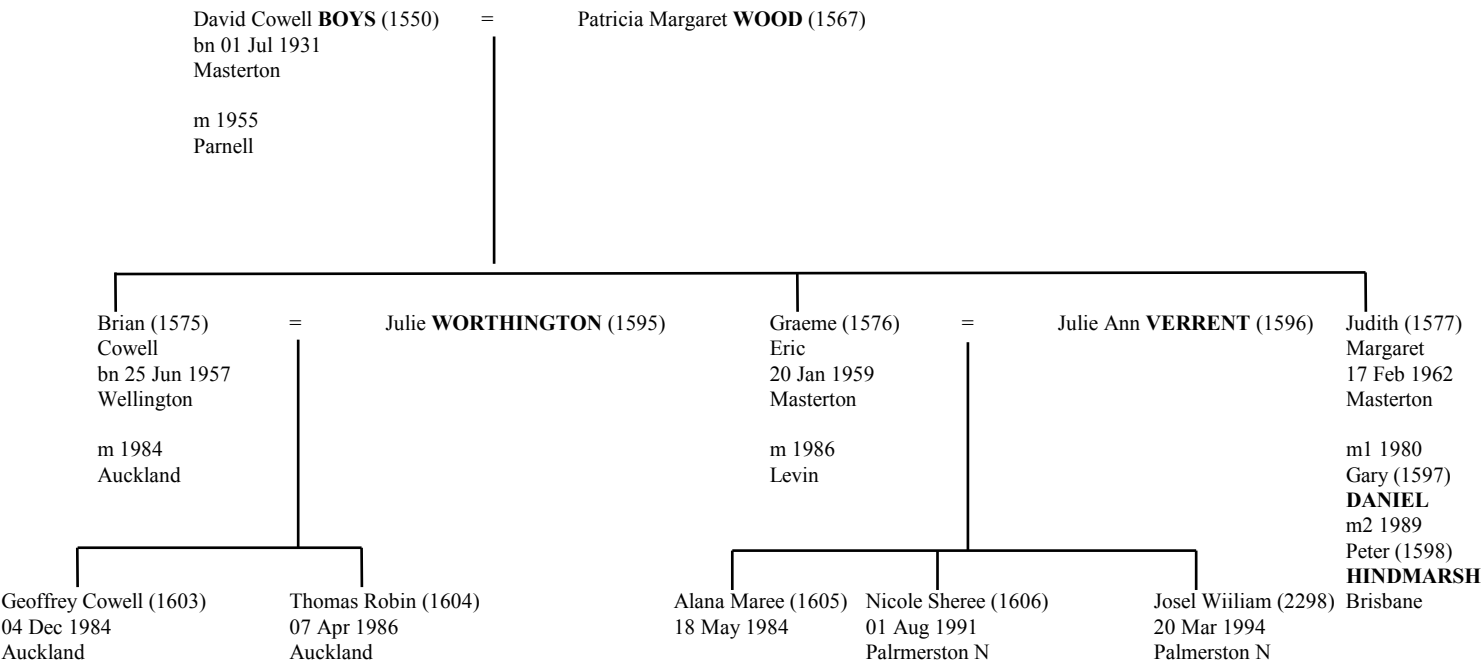 David Cowell BOYS (1550) = Patricia Margaret WOOD (1567)
bn 01 Jul 1931
Masterton
m 1955
Parnell
Brian (1575) = Julie WORTHINGTON (1595)
Cowell
bn 25 Jun 1957
Wellington
m 1984
Auckland
Graeme (1576) = Julie Ann VERRENT (1596)
Eric
20 Jan 1959
Masterton
m 1986
Levin
Judith (1577)
Margaret
17 Feb 1962
Masterton
m1 1980
Gary (1597)
DANIEL
m2 1989
Peter (1598)
HINDMARSH
Brisbane
Geoffrey Cowell (1603)
04 Dec 1984
Auckland
Thomas Robin (1604)
07 Apr 1986
Auckland
Alana Maree (1605)
18 May 1984
Nicole Sheree (1606)
01 Aug 1991
Palrmerston N
Josel Wiiliam (2298)
20 Mar 1994
Palmerston N